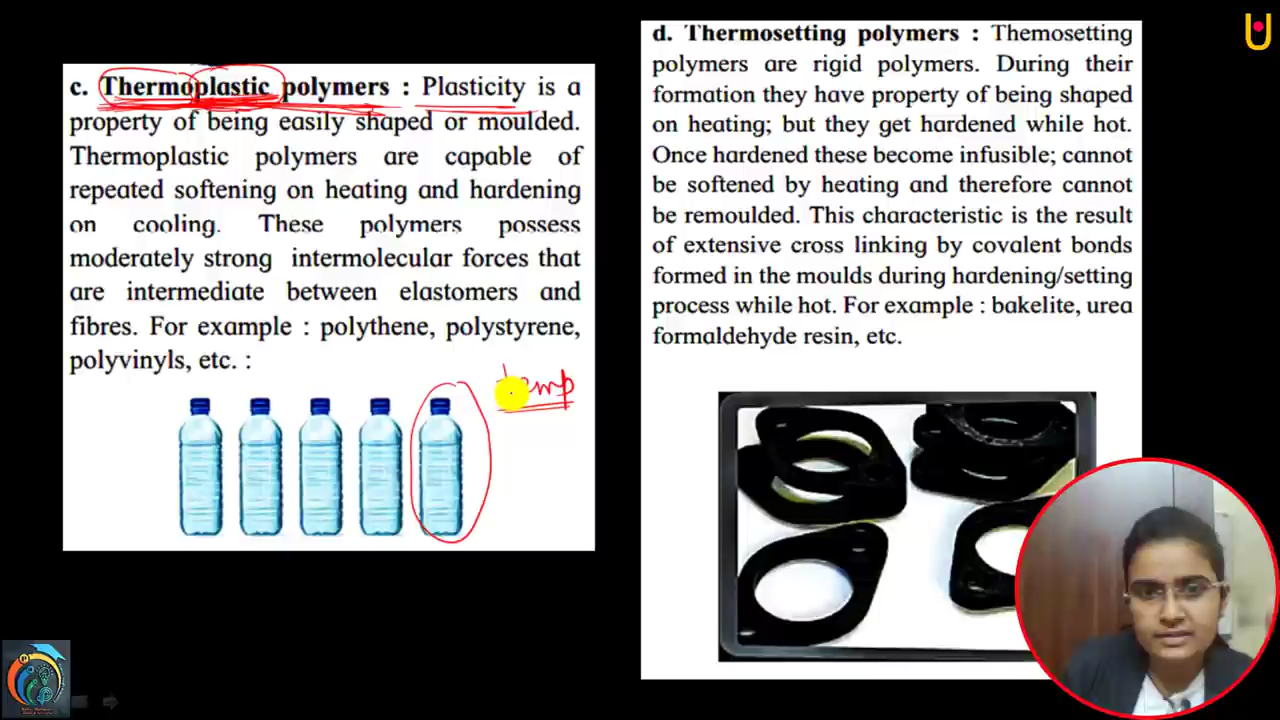 c. Thermoplastic polymers : Plasticity is a
property of being easily shaped or moulded.
Thermoplastic polymers are capable of
repeated softening on heating and hardening
on cooling. These polymers possess
moderately strong intermolecular forces that
are intermediate between elastomers and
fibres. For example : polythene, polystyrene,
polyvinyls, etc. :
temp
d. Thermosetting polymers : Themosetting
polymers are rigid polymers. During their
formation they have property of being shaped
on heating; but they get hardened while hot.
Once hardened these become infusible; cannot
be softened by heating and therefore cannot
be remoulded. This characteristic is the result
of extensive cross linking by covalent bonds
formed in the moulds during hardening/setting
process while hot. For example : bakelite, urea
formaldehyde resin, etc.